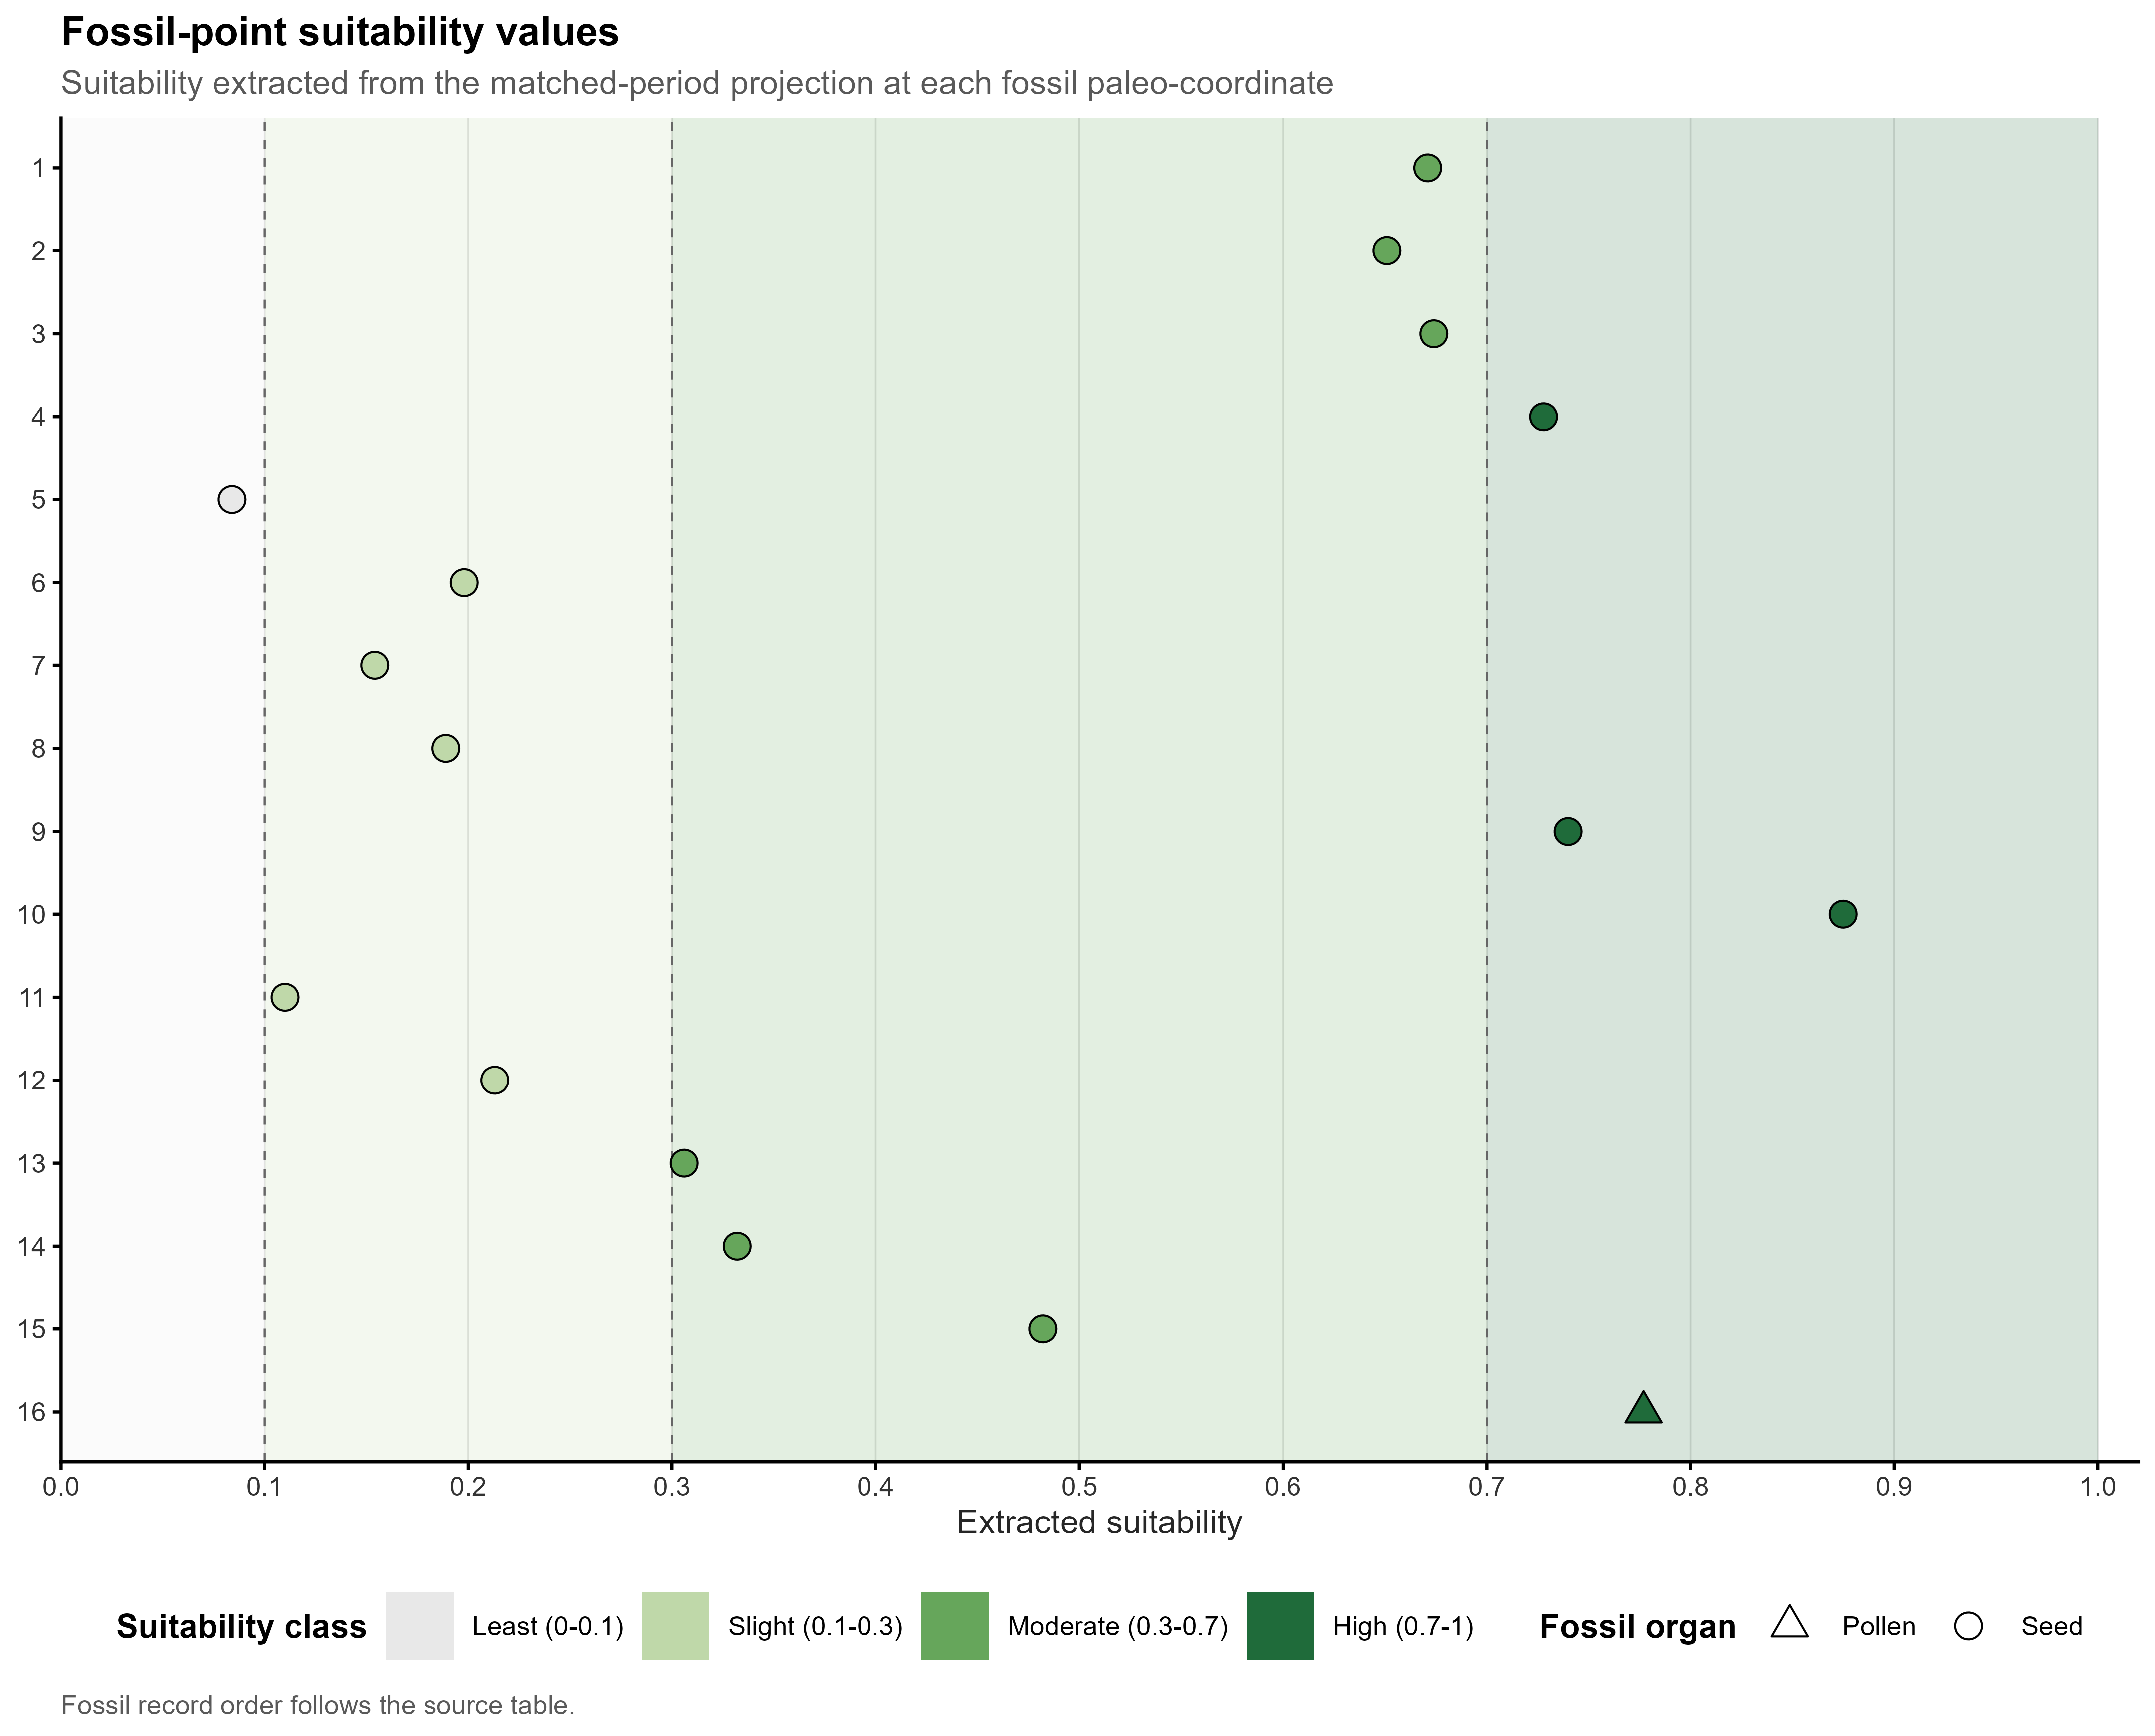 Fossil-point suitability values
Suitability extracted from the matched-period projection at each fossil paleo-coordinate
1
2
3
4
5
6
7
8
9
10
11
12
13
14
15
16
0.0 0.1 0.2 0.3 0.4 0.5 0.6 0.7 0.8 0.9 1.0
Extracted suitability
Suitability class Least (0-0.1) Slight (0.1-0.3) Moderate (0.3-0.7) High (0.7-1) Fossil organ Pollen Seed
Fossil record order follows the source table.